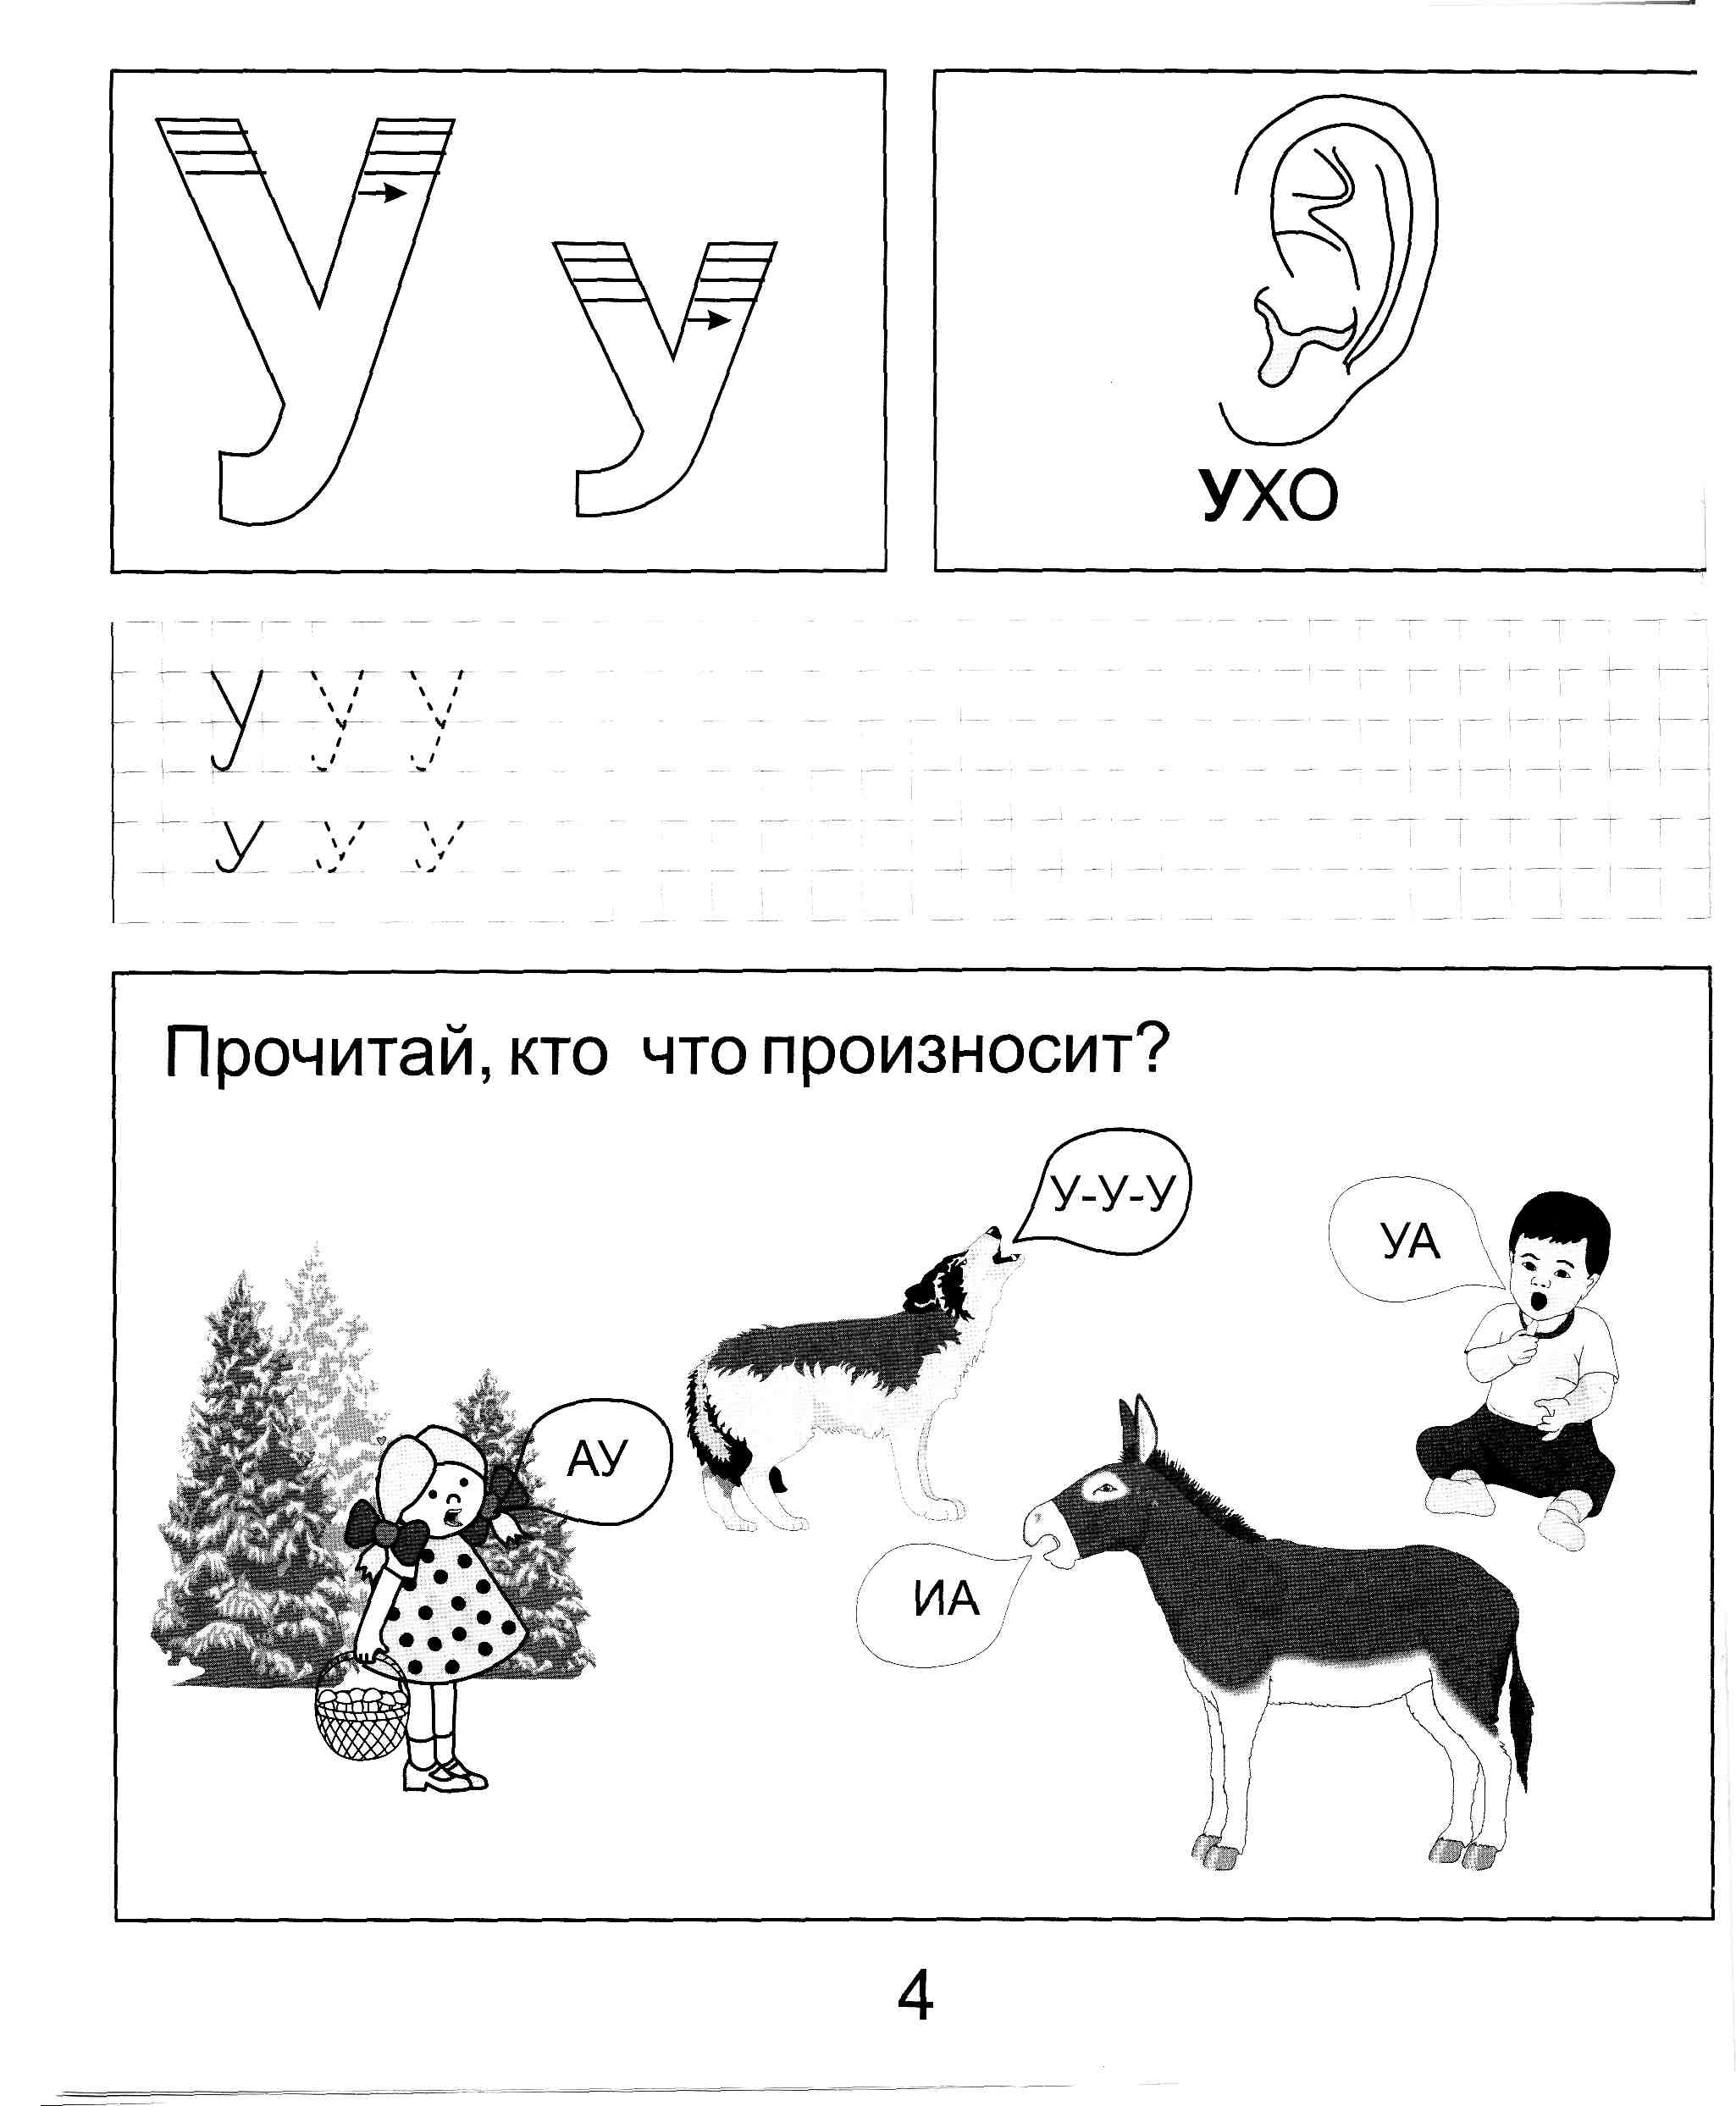 У у
УХО
У У У
у у у
Прочитай, кто что произносит?
У-У-У
УА
АУ
ИА
4